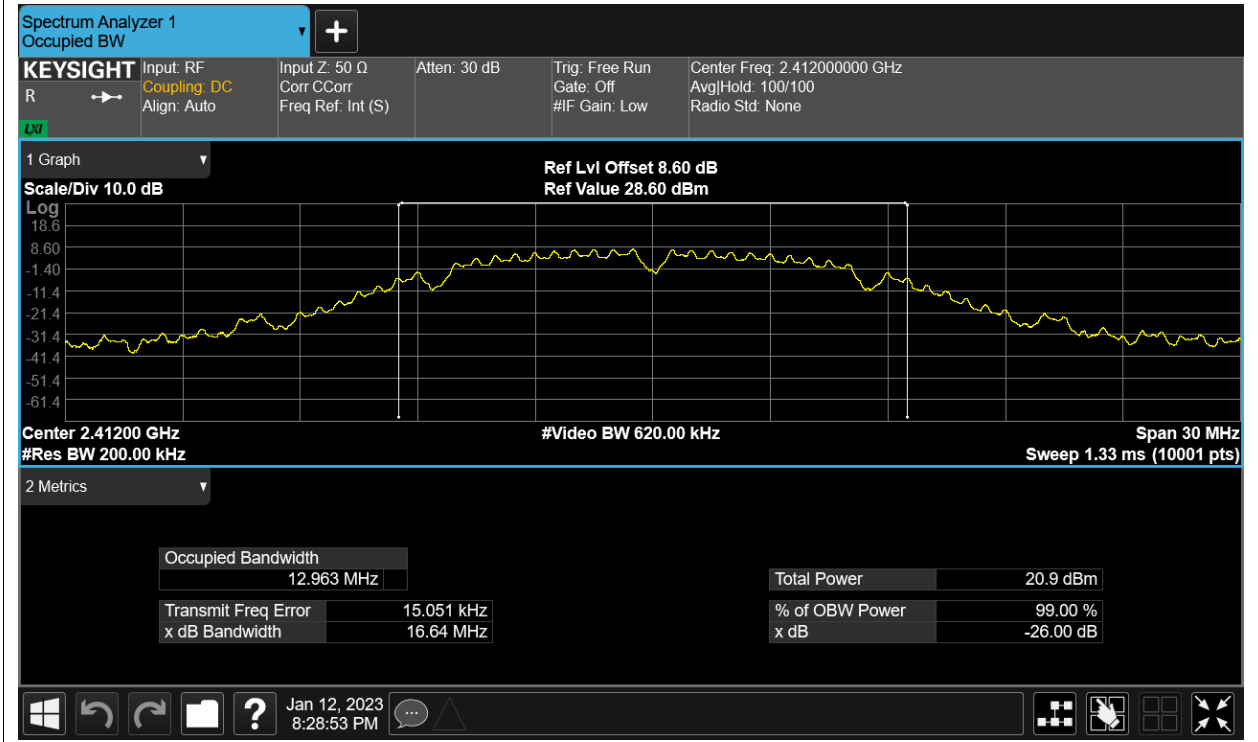 Spectrum Analyzer 1
Occupied BW
KEYSIGHT
R
LXI
Input: RF
Coupling: DC
Align: Auto
Input Z: 50 Ω
Corr CCorr
Freq Ref: Int (S)
Atten: 30 dB
Trig: Free Run
Gate: Off
#IF Gain: Low
Center Freq: 2.412000000 GHz
Avg|Hold: 100/100
Radio Std: None
1 Graph
Scale/Div 10.0 dB
Ref Lvl Offset 8.60 dB
Ref Value 28.60 dBm
Log
18.6
8.60
-1.40
-11.4
-21.4
-31.4
-41.4
-51.4
-61.4
Center 2.41200 GHz
#Video BW 620.00 kHz
Span 30 MHz
#Res BW 200.00 kHz
Sweep 1.33 ms (10001 pts)
2 Metrics
Occupied Bandwidth
12.963 MHz
Total Power 20.9 dBm
Transmit Freq Error 15.051 kHz
% of OBW Power 99.00 %
x dB Bandwidth 16.64 MHz
x dB -26.00 dB
?
Jan 12, 2023
8:28:53 PM